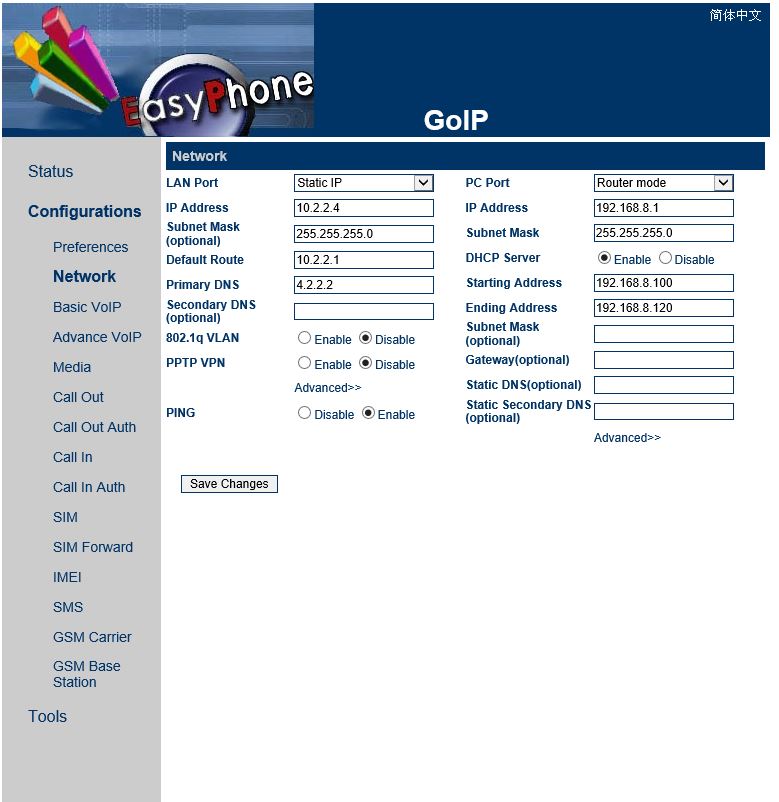 简体中文
EasyPhone
GoIP
Status
Configurations
Preferences
Network
Basic VoIP
Advance VoIP
Media
Call Out
Call Out Auth
Call In
Call In Auth
SIM
SIM Forward
IMEI
SMS
GSM Carrier
GSM Base
Station
Tools
Network
LAN Port Static IP
IP Address 10.2.2.4
Subnet Mask
(optional) 255.255.255.0
Default Route 10.2.2.1
Primary DNS 4.2.2.2
Secondary DNS
(optional)
802.1q VLAN Enable Disable
PPTP VPN Enable Disable
Advanced>>
PING Disable Enable
PC Port Router mode
IP Address 192.168.8.1
Subnet Mask 255.255.255.0
DHCP Server Enable Disable
Starting Address 192.168.8.100
Ending Address 192.168.8.120
Subnet Mask
(optional)
Gateway(optional)
Static DNS(optional)
Static Secondary DNS
(optional)
Advanced>>
Save Changes